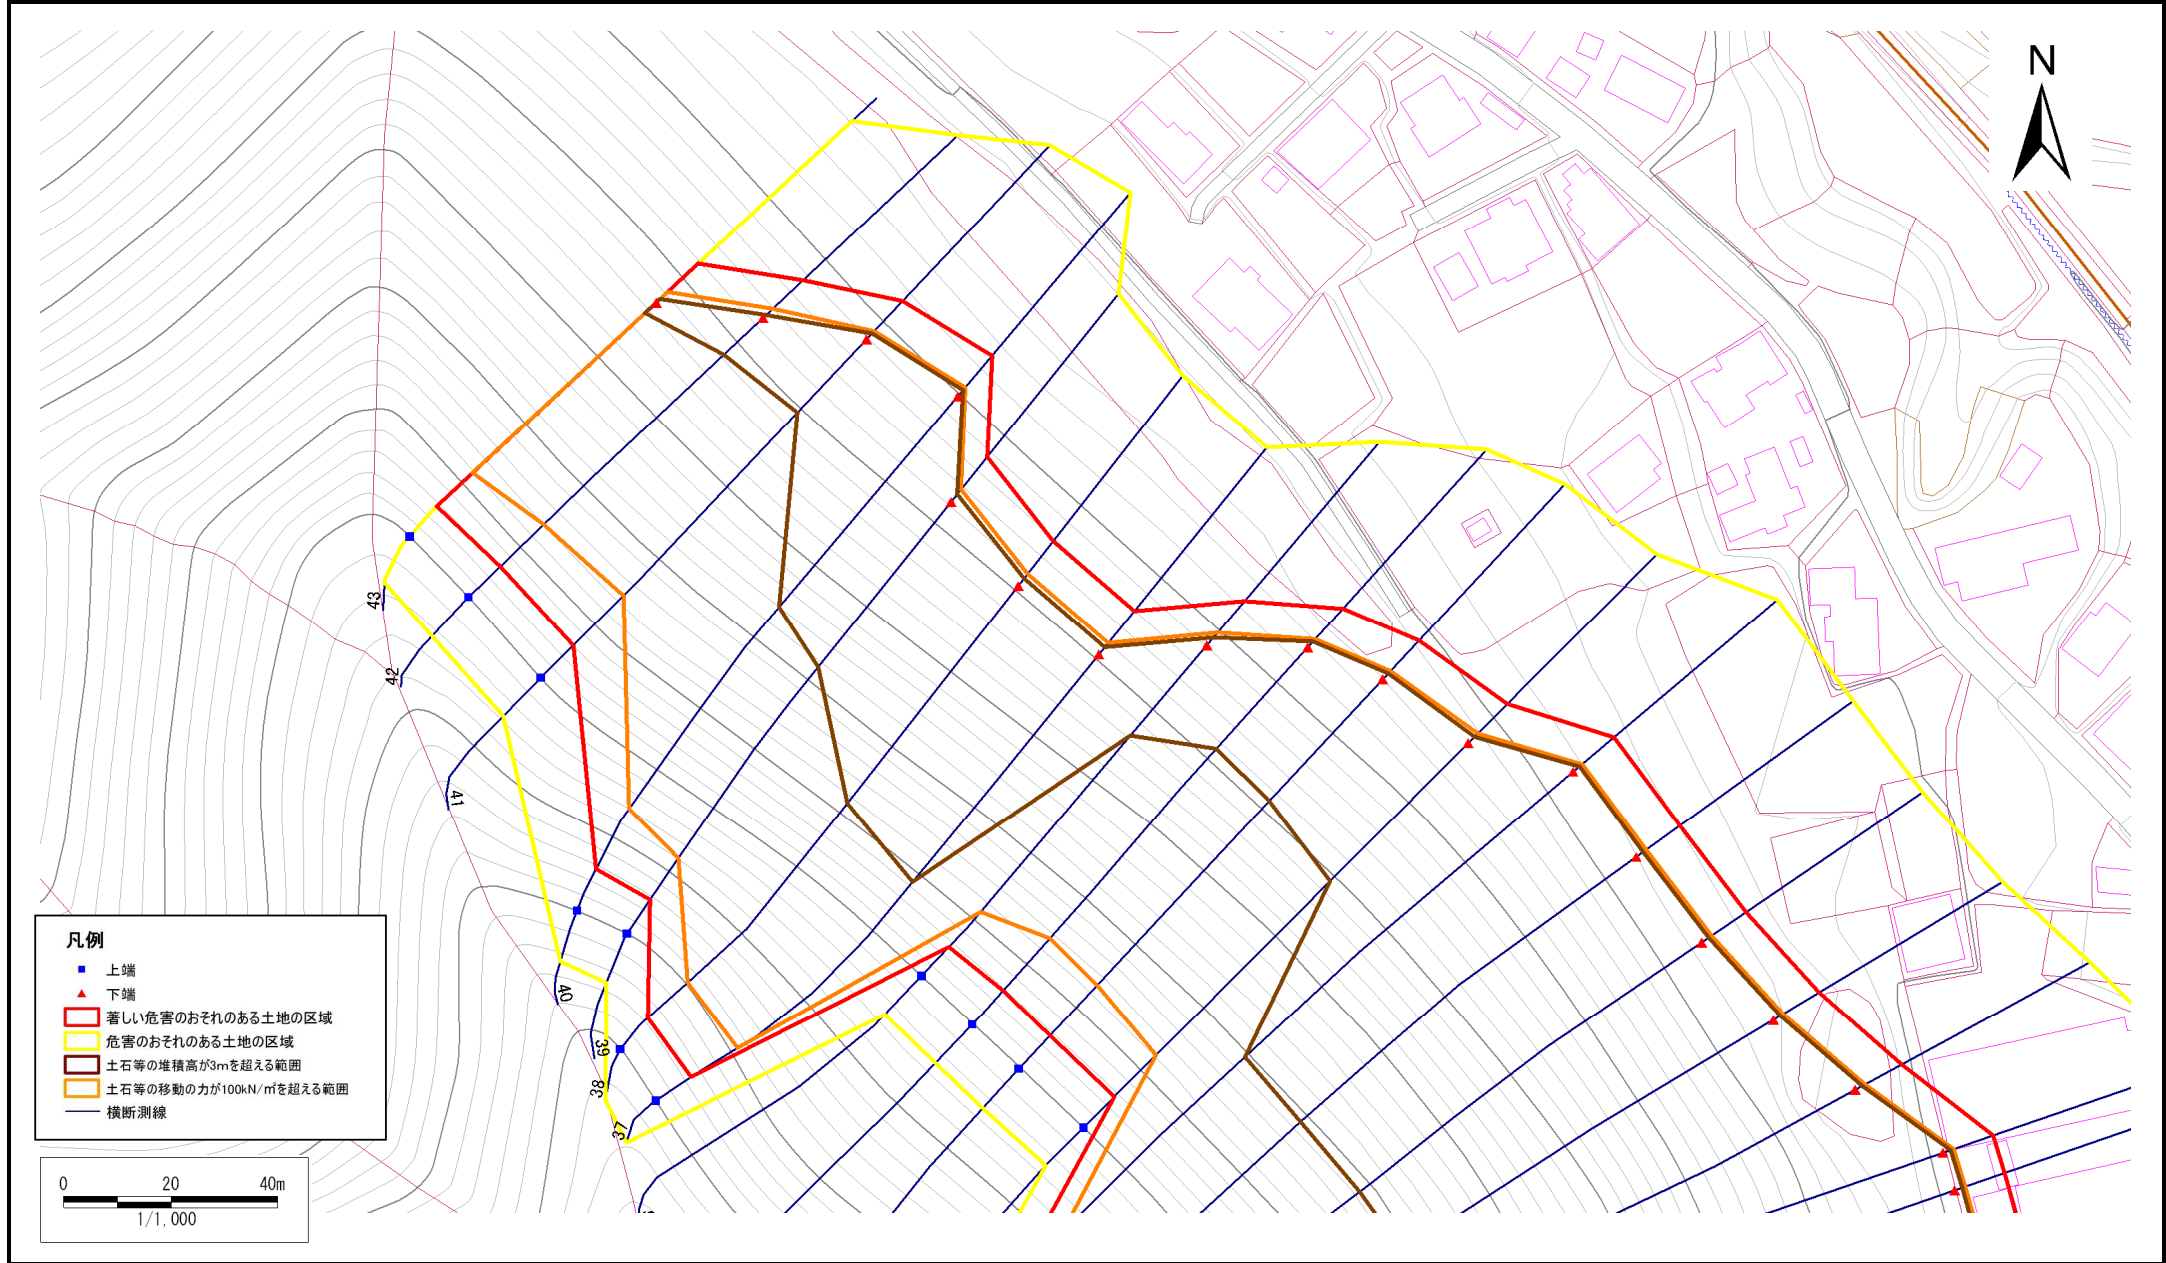 N
43
42
41
40
39
38
37
凡例
上端
下端
著しい危害のおそれのある土地の区域
危害のおそれのある土地の区域
土石等の堆積高が3mを超える範囲
土石等の移動の力が100kN/㎡を超える範囲
横断測線
0 20 40m
1/1,000